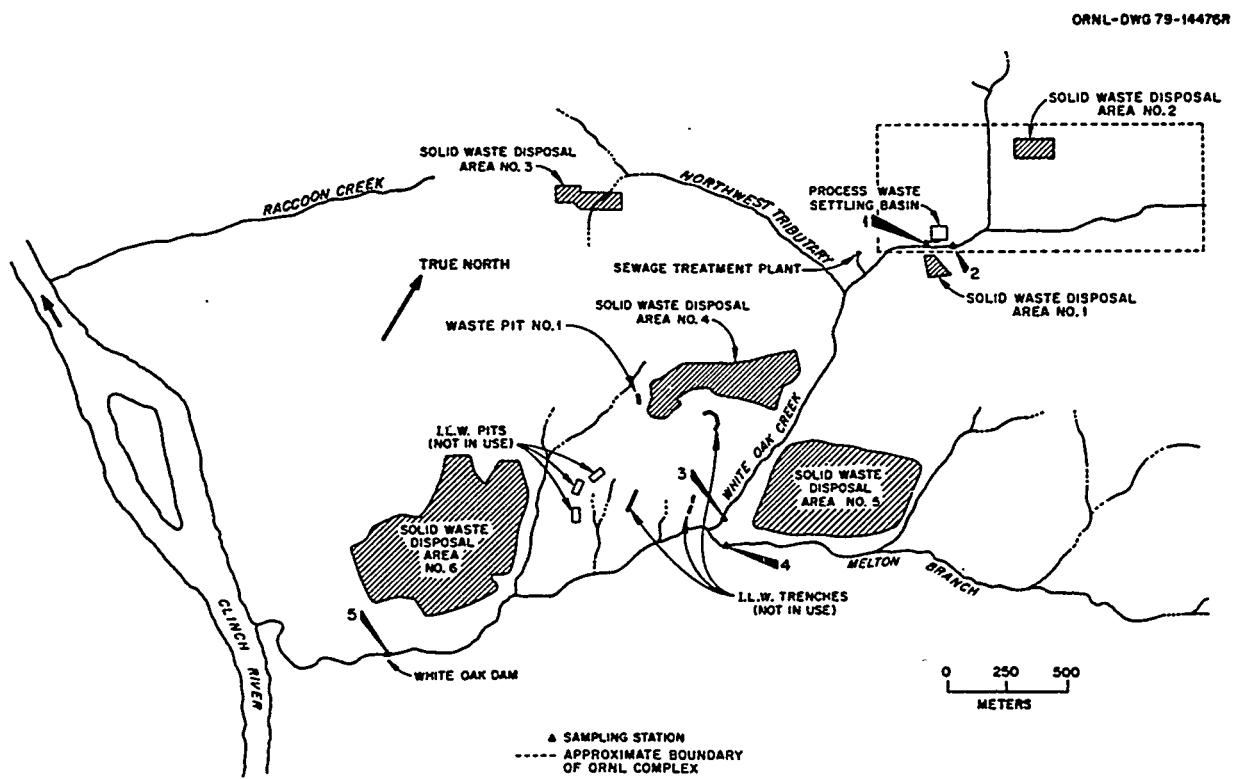 ORNL-DWG 79-14476R
SOLID WASTE DISPOSAL
AREA NO. 2
SOLID WASTE DISPOSAL
AREA NO. 3
RACCOON CREEK
NORTHWEST TRIBUTARY
PROCESS WASTE
SETTLING BASIN
1
2
TRUE NORTH
SEWAGE TREATMENT PLANT
SOLID WASTE DISPOSAL
AREA NO. 1
SOLID WASTE DISPOSAL
AREA NO. 4
WASTE PIT NO. 1
I.L.W. PITS
(NOT IN USE)
WHITE OAK CREEK
3
SOLID WASTE
DISPOSAL
AREA NO. 5
SOLID WASTE
DISPOSAL
AREA
NO. 6
4
MELTON BRANCH
I.L.W. TRENCHES
(NOT IN USE)
5
CLINCH RIVER
WHITE OAK DAM
0 250 500
METERS
SAMPLING STATION
APPROXIMATE BOUNDARY
OF ORNL COMPLEX